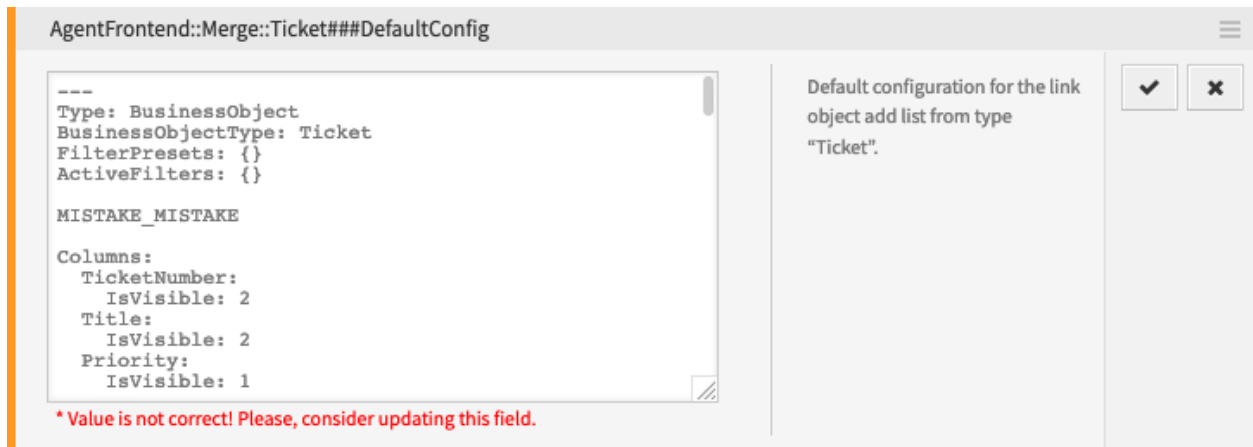 AgentFrontend::Merge::Ticket###DefaultConfig
---
Type: BusinessObject
BusinessObjectType: Ticket
FilterPresets: {}
ActiveFilters: {}
MISTAKE_MISTAKE
Columns:
  TicketNumber:
    IsVisible: 2
  Title:
    IsVisible: 2
  Priority:
    IsVisible: 1
* Value is not correct! Please, consider updating this field.
Default configuration for the link
object add list from type
“Ticket”.